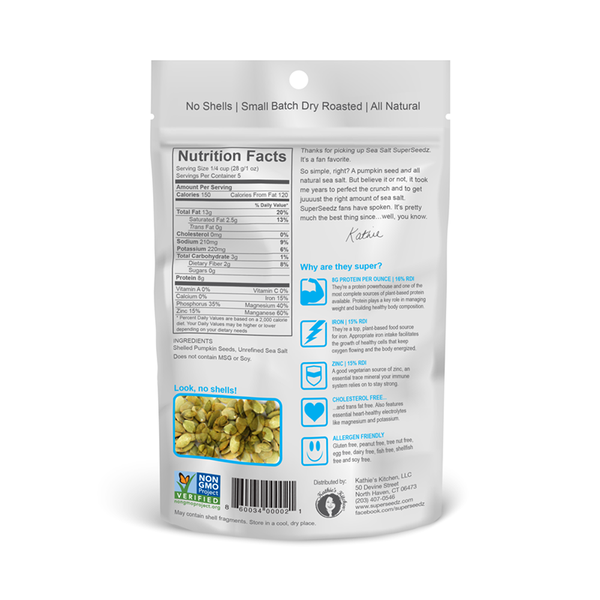 No Shells | Small Batch Dry Roasted | All Natural
Nutrition Facts
Serving Size 1/4 cup (28 g/1 oz)
Servings Per Container 5
Amount Per Serving
Calories 150 Calories From Fat 120
% Daily Value*
Total Fat 13g 20%
Saturated Fat 2.5g 13%
Trans Fat 0g
Cholesterol 0mg 0%
Sodium 210mg 9%
Potassium 220mg 6%
Total Carbohydrate 3g 1%
Dietary Fiber 2g 8%
Sugars 0g
Protein 8g
Vitamin A 0% Vitamin C 0%
Calcium 0% Iron 15%
Phosphorus 35% Magnesium 40%
Zinc 15% Manganese 60%
* Percent Daily Values are based on a 2,000 calorie
diet. Your Daily Values may be higher or lower
depending on your dietary needs
INGREDIENTS
Shelled Pumpkin Seeds, Unrefined Sea Salt
Does not contain MSG or Soy.
Look, no shells!
NON
GMO
Project
VERIFIED
nongmoproject.org
8 60034 00002 1
May contain shell fragments. Store in a cool, dry place.
Thanks for picking up Sea Salt SuperSeedz.
It's a fan favorite.
So simple, right? A pumpkin seed and all
natural sea salt. But believe it or not, it took
me years to perfect the crunch and to get
juuuust the right amount of sea salt.
SuperSeedz fans have spoken. It's pretty
much the best thing since...well, you know.
Kathie
Why are they super?
8G PROTEIN PER OUNCE | 16% RDI
They're a protein powerhouse and one of the
most complete sources of plant-based protein
available. Protein plays a key role in managing
weight and building healthy body composition.
IRON | 15% RDI
They're a top, plant-based food source
for iron. Appropriate iron intake facilitates
the growth of healthy cells that keep
oxygen flowing and the body energized.
ZINC | 15% RDI
A good vegetarian source of zinc, an
essential trace mineral your immune
system relies on to stay strong.
CHOLESTEROL FREE...
...and trans fat free. Also features
essential heart-healthy electrolytes
like magnesium and potassium.
ALLERGEN FRIENDLY
Gluten free, peanut free, tree nut free,
egg free, dairy free, fish free, shellfish
free and soy free.
Distributed by:
Kathie's Kitchen
Kathie's Kitchen, LLC
50 Devine Street
North Haven, CT 06473
(203) 407-0546
www.superseedz.com
facebook.com/superseedz